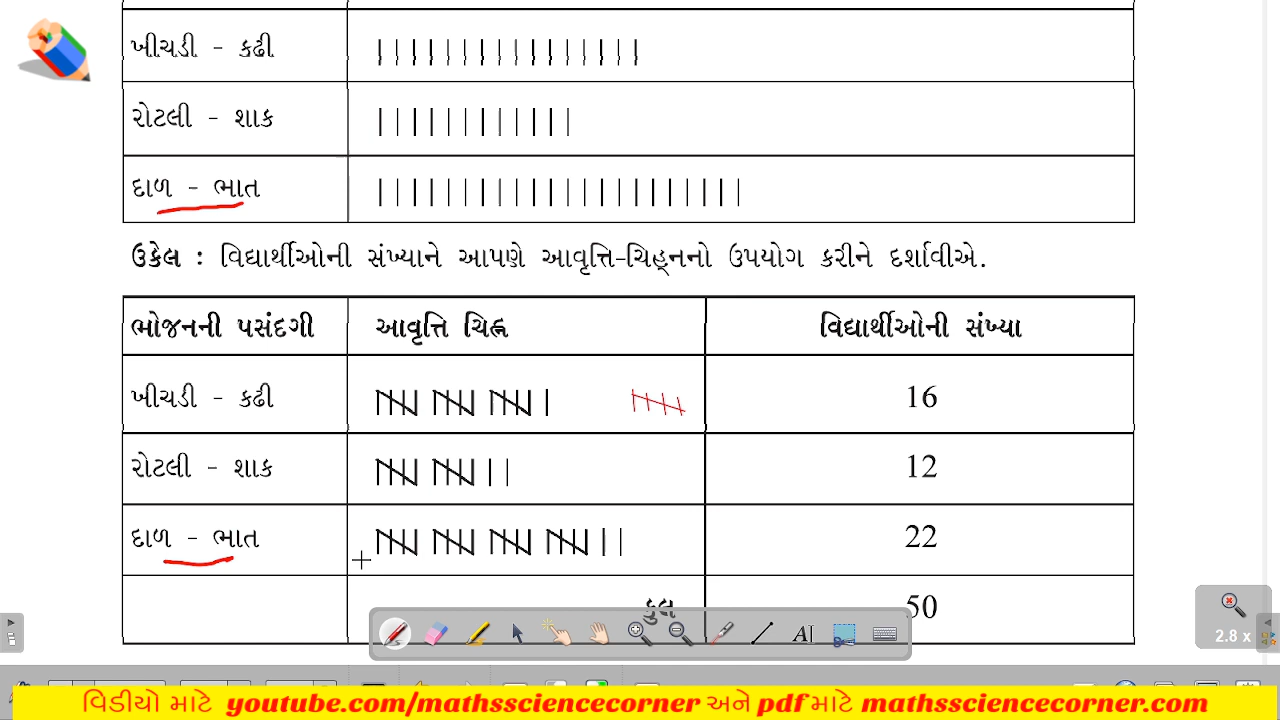 ખીચડી - કઢી | | | | | | | | | | | | | | | |
રોટલી - શાક | | | | | | | | | | | |
દાળ - ભાત | | | | | | | | | | | | | | | | | | | | | |
ઉકેલ : વિદ્યાર્થીઓની સંખ્યાને આપણે આવૃત્તિ-ચિહ્નનો ઉપયોગ કરીને દર્શાવીએ.
ભોજનની પસંદગી આવૃત્તિ ચિહ્ન વિદ્યાર્થીઓની સંખ્યા
ખીચડી - કઢી 16
રોટલી - શાક 12
દાળ - ભાત 22
કુલ 50
2.8 x
વિડીયો માટે youtube.com/mathssciencecorner અને pdf માટે mathssciencecorner.com